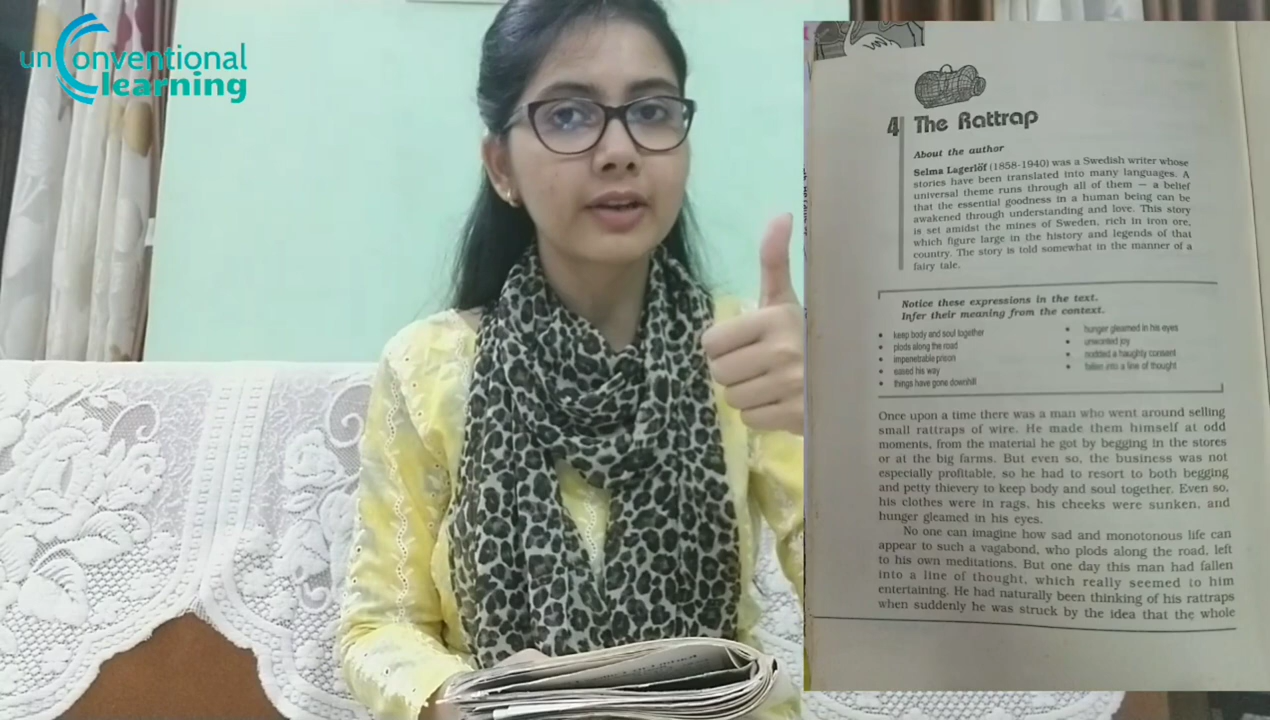 unConventional
learning
4 The Rattrap
About the author
Selma Lagerlöf (1858-1940) was a Swedish writer whose
stories have been translated into many languages. A
universal theme runs through all of them — a belief
that the essential goodness in a human being can be
awakened through understanding and love. This story
is set amidst the mines of Sweden, rich in iron ore,
which figure large in the history and legends of that
country. The story is told somewhat in the manner of a
fairy tale.
Notice these expressions in the text.
Infer their meaning from the context.
• keep body and soul together
• plods along the road
• impenetrable prison
• eased his way
• things have gone downhill
• hunger gleamed in his eyes
• unwonted joy
• nodded a haughty consent
• fallen into a line of thought
Once upon a time there was a man who went around selling
small rattraps of wire. He made them himself at odd
moments, from the material he got by begging in the stores
or at the big farms. But even so, the business was not
especially profitable, so he had to resort to both begging
and petty thievery to keep body and soul together. Even so,
his clothes were in rags, his cheeks were sunken, and
hunger gleamed in his eyes.
No one can imagine how sad and monotonous life can
appear to such a vagabond, who plods along the road, left
to his own meditations. But one day this man had fallen
into a line of thought, which really seemed to him
entertaining. He had naturally been thinking of his rattraps
when suddenly he was struck by the idea that the whole